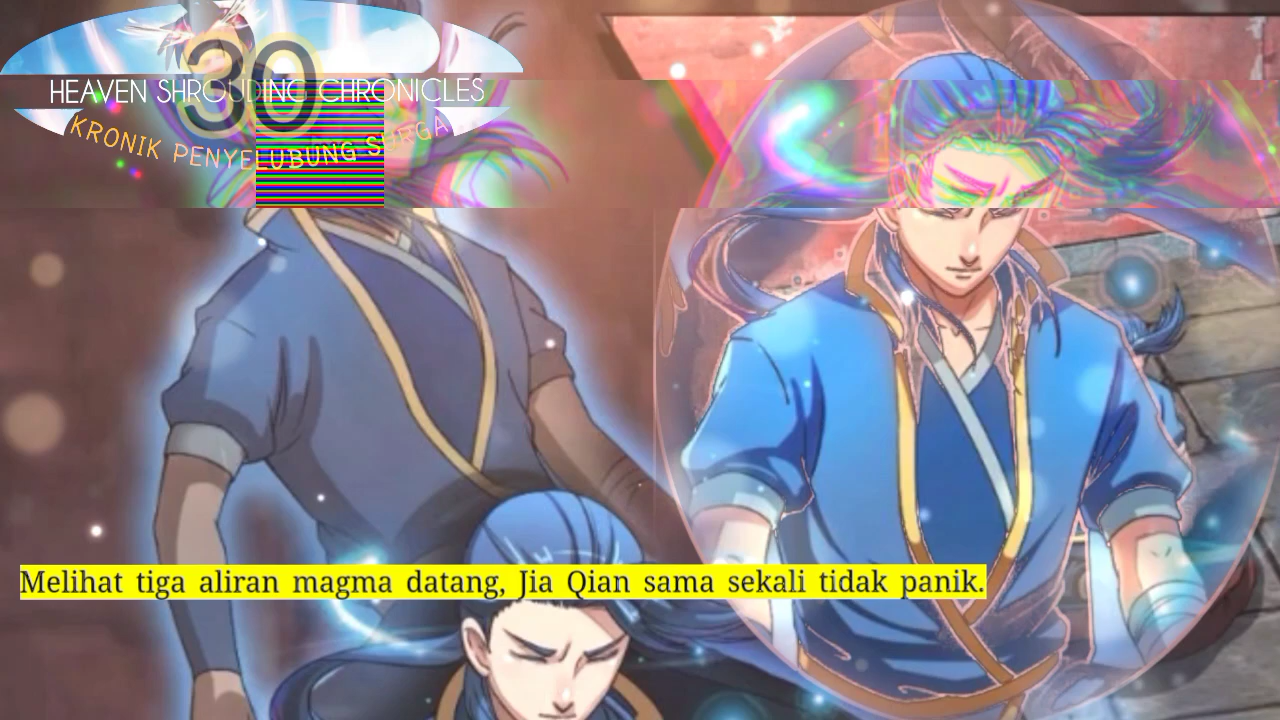 30
HEAVEN SHROUDING CHRONICLES
KRONIK PENYELUBUNG SURGA
Melihat tiga aliran magma datang, Jia Qian sama sekali tidak panik.